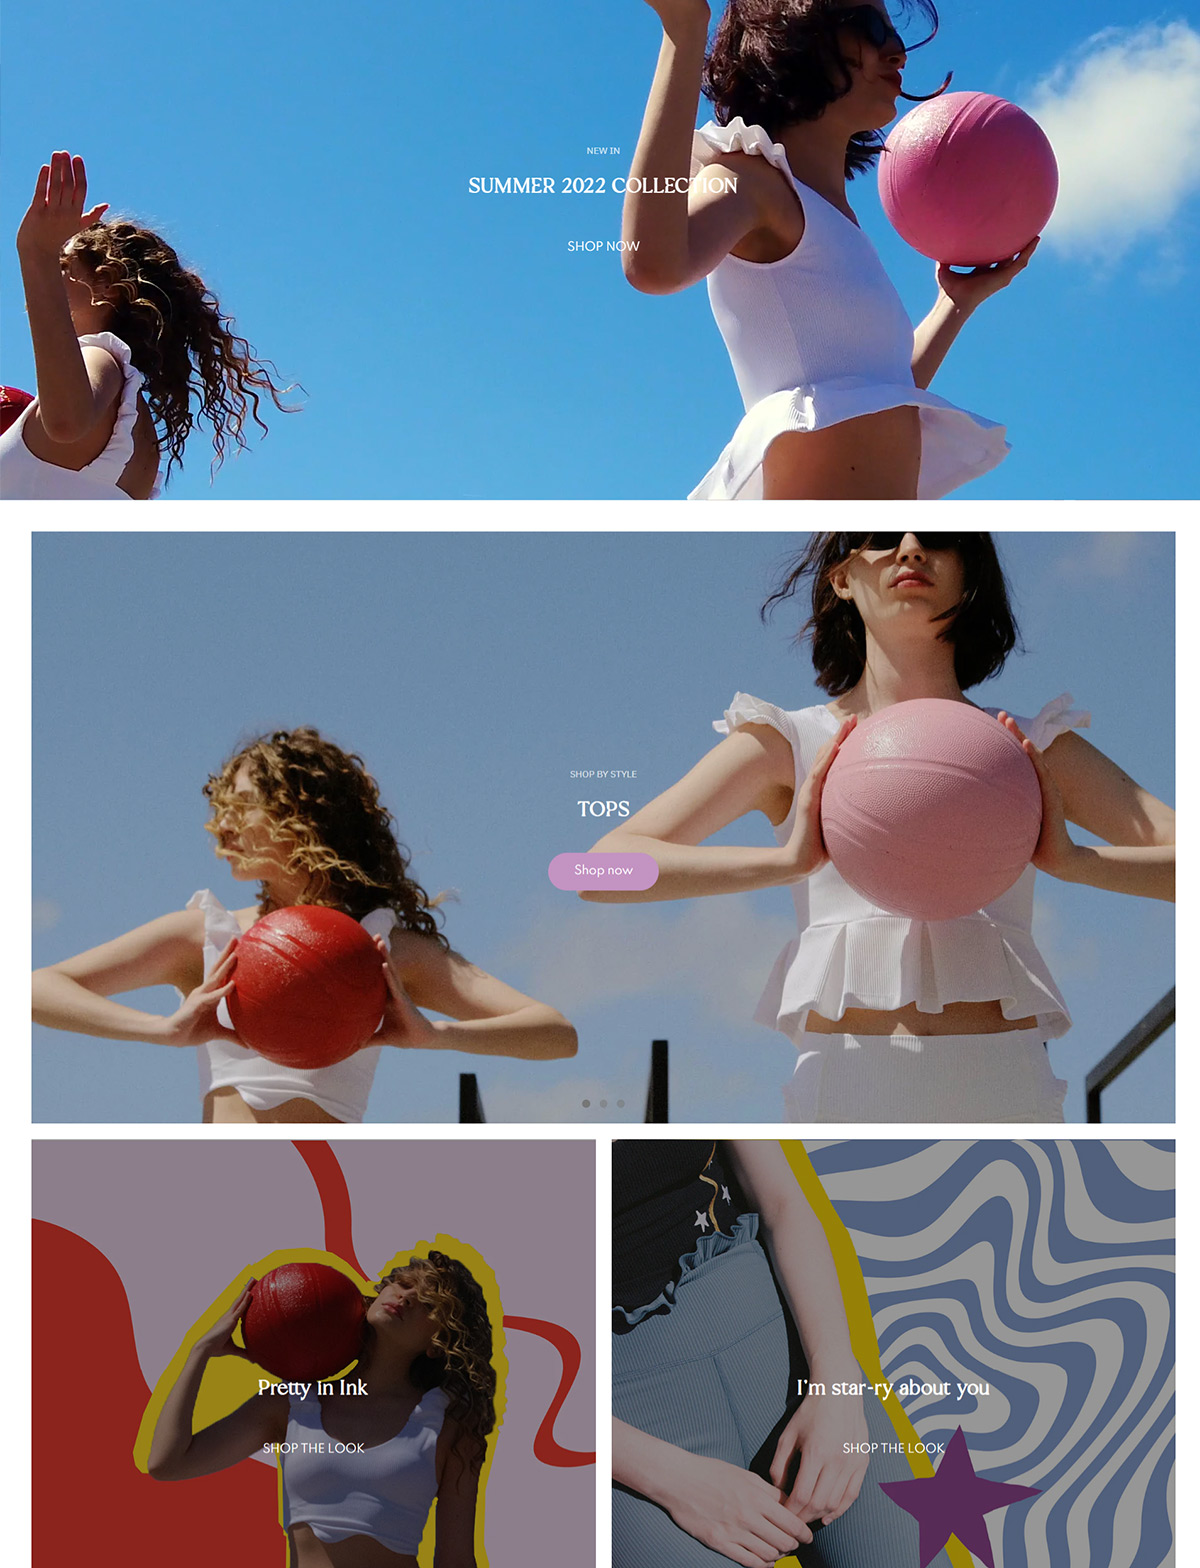 NEW IN
SUMMER 2022 COLLECTION
SHOP NOW
SHOP BY STYLE
TOPS
Shop now
Pretty in Ink
SHOP THE LOOK
I'm star-ry about you
SHOP THE LOOK